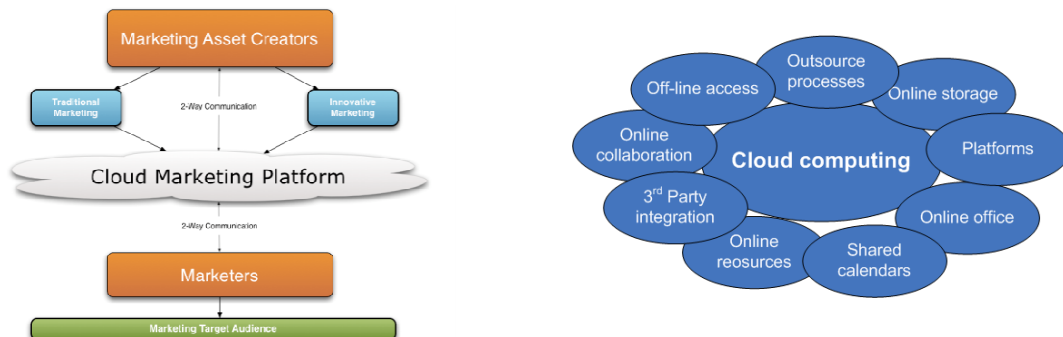 Marketing Asset Creators
Traditional
Marketing
2-Way Communication
Innovative
Marketing
Cloud Marketing Platform
2-Way Communication
Marketers
Marketing Target Audience
Outsource
processes
Off-line access
Online storage
Online
collaboration
Cloud computing
Platforms
3rd Party
integration
Online office
Online
reosurces
Shared
calendars